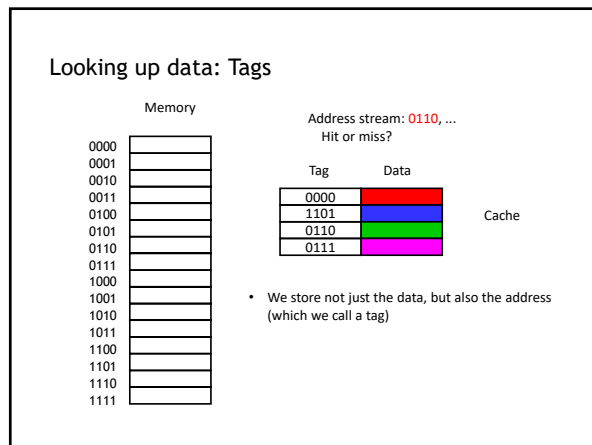 Looking up data: Tags
Memory
0000
0001
0010
0011
0100
0101
0110
0111
1000
1001
1010
1011
1100
1101
1110
1111
Address stream: 0110, ...
Hit or miss?
Tag Data
0000
1101
0110
0111
Cache
• We store not just the data, but also the address
(which we call a tag)